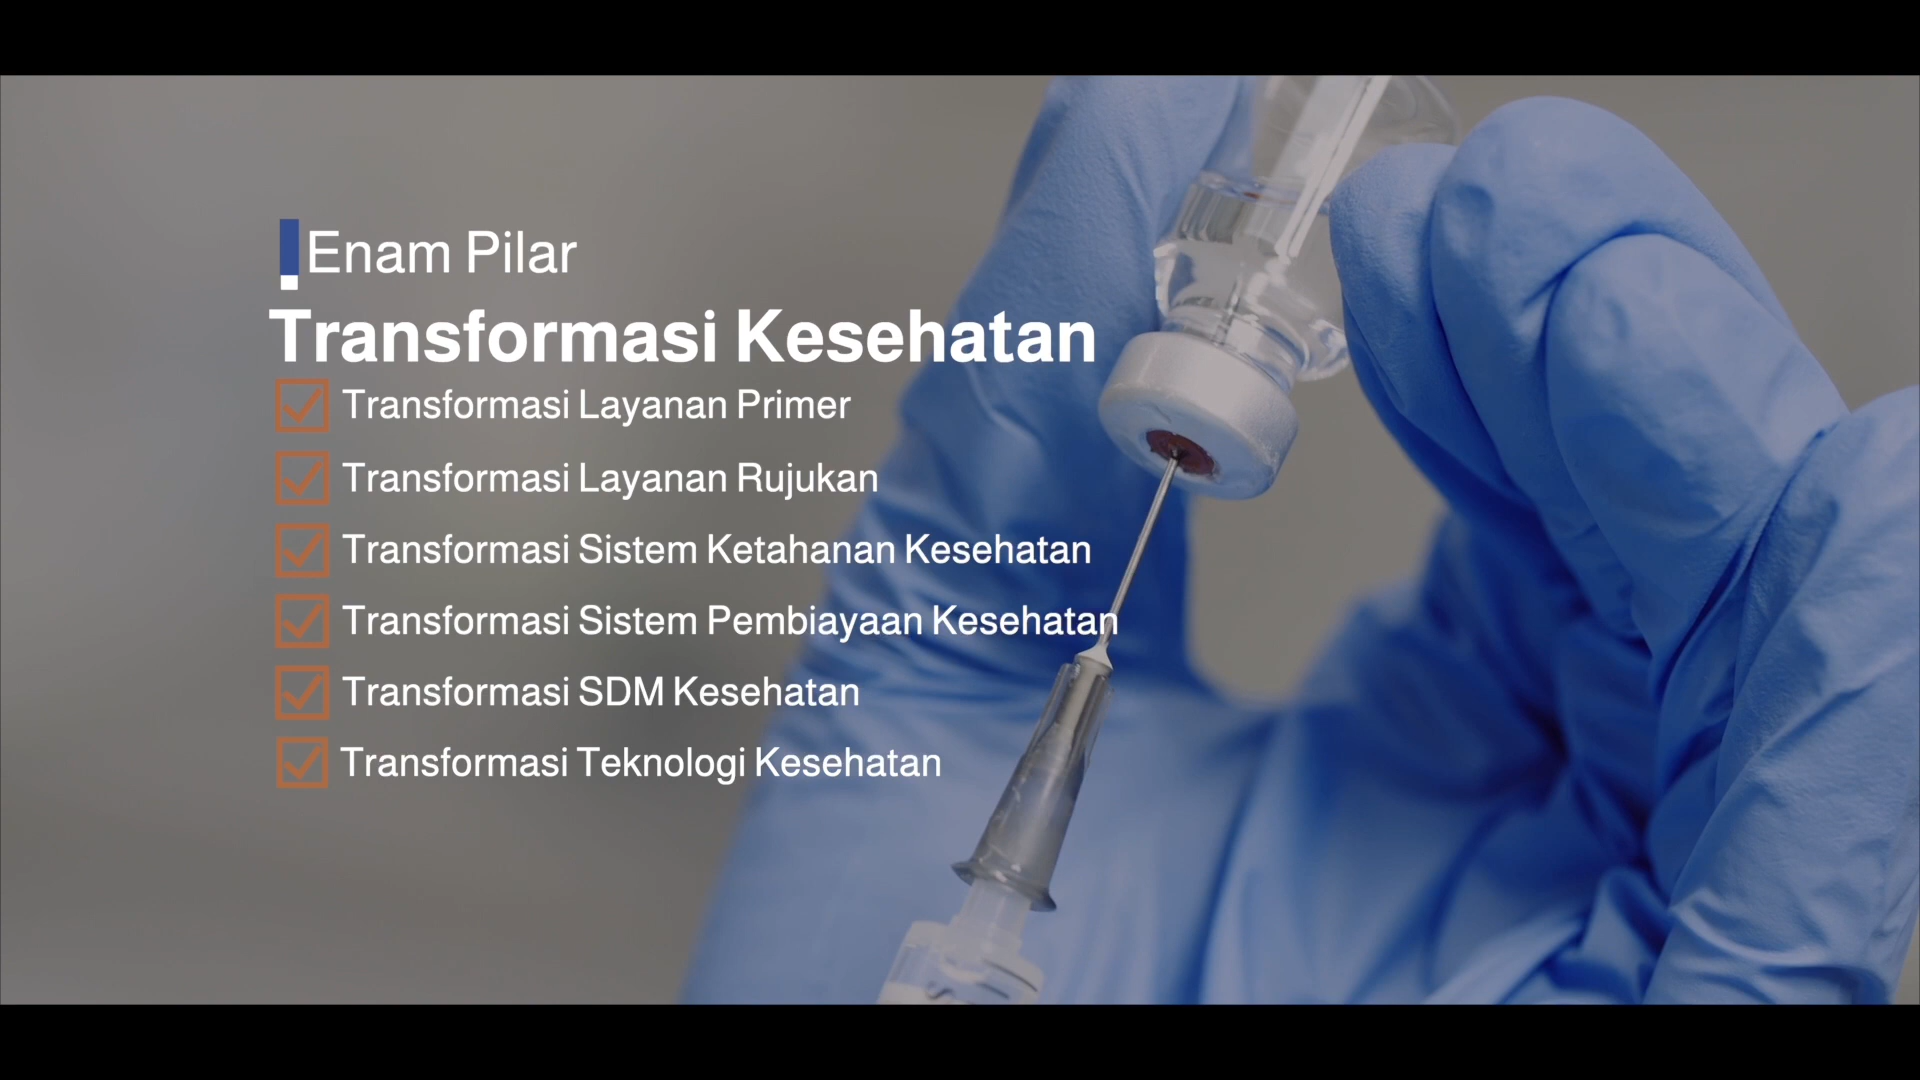 Enam Pilar
Transformasi Kesehatan
Transformasi Layanan Primer
Transformasi Layanan Rujukan
Transformasi Sistem Ketahanan Kesehatan
Transformasi Sistem Pembiayaan Kesehatan
Transformasi SDM Kesehatan
Transformasi Teknologi Kesehatan